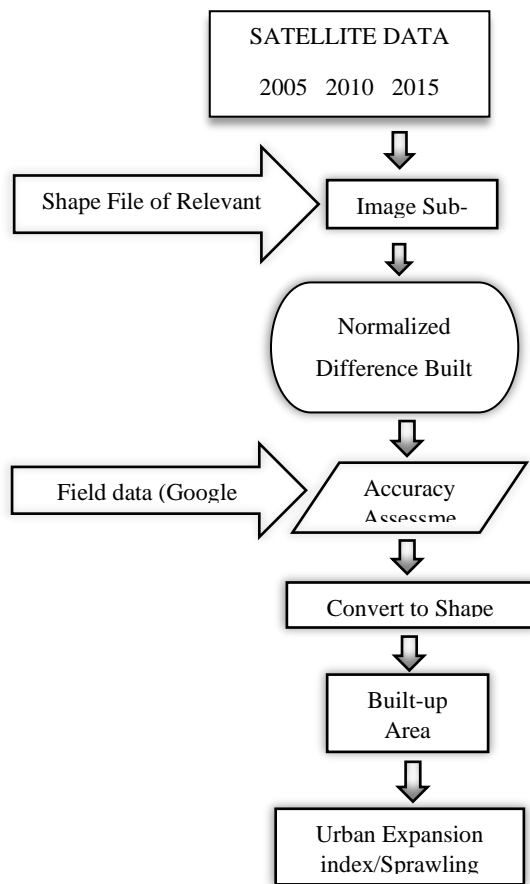 SATELLITE DATA
2005 2010 2015
Shape File of Relevant
Image Sub-
Normalized
Difference Built
Field data (Google
Accuracy
Assessme
Convert to Shape
Built-up
Area
Urban Expansion
index/Sprawling